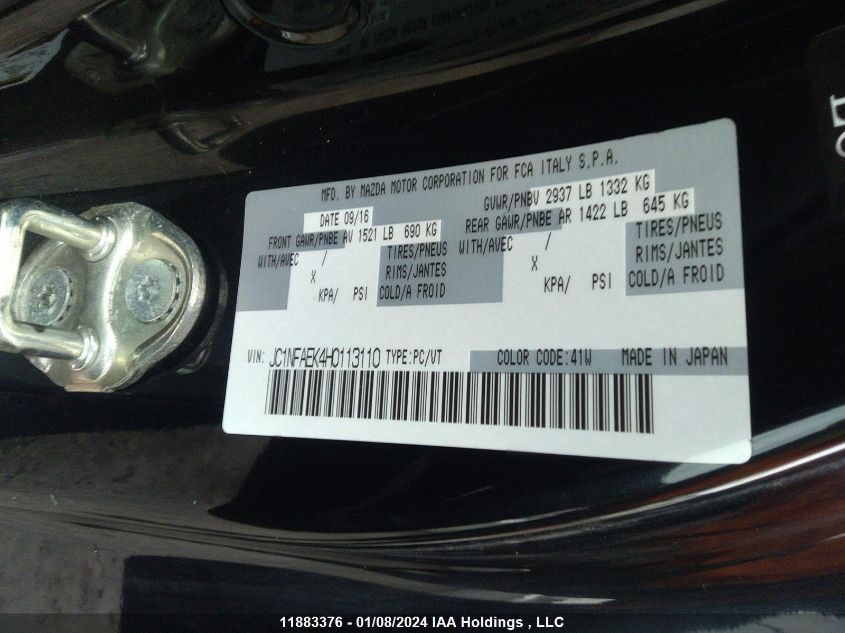 MFD. BY MAZDA MOTOR CORPORATION FOR FCA ITALY S.P.A.
DATE 09/16 GVWR/PNBV 2937 LB 1332 KG
FRONT GAWR/PNBE AV 1521 LB 690 KG REAR GAWR/PNBE AR 1422 LB 645 KG
WITH/AVEC / TIRES/PNEUS WITH/AVEC / TIRES/PNEUS
X RIMS/JANTES X RIMS/JANTES
KPA/ PSI COLD/A FROID KPA/ PSI COLD/A FROID
VIN: JC1NFAEK4H0113110 TYPE:PC/VT COLOR CODE:41W MADE IN JAPAN
11883376 - 01/08/2024 IAA Holdings , LLC